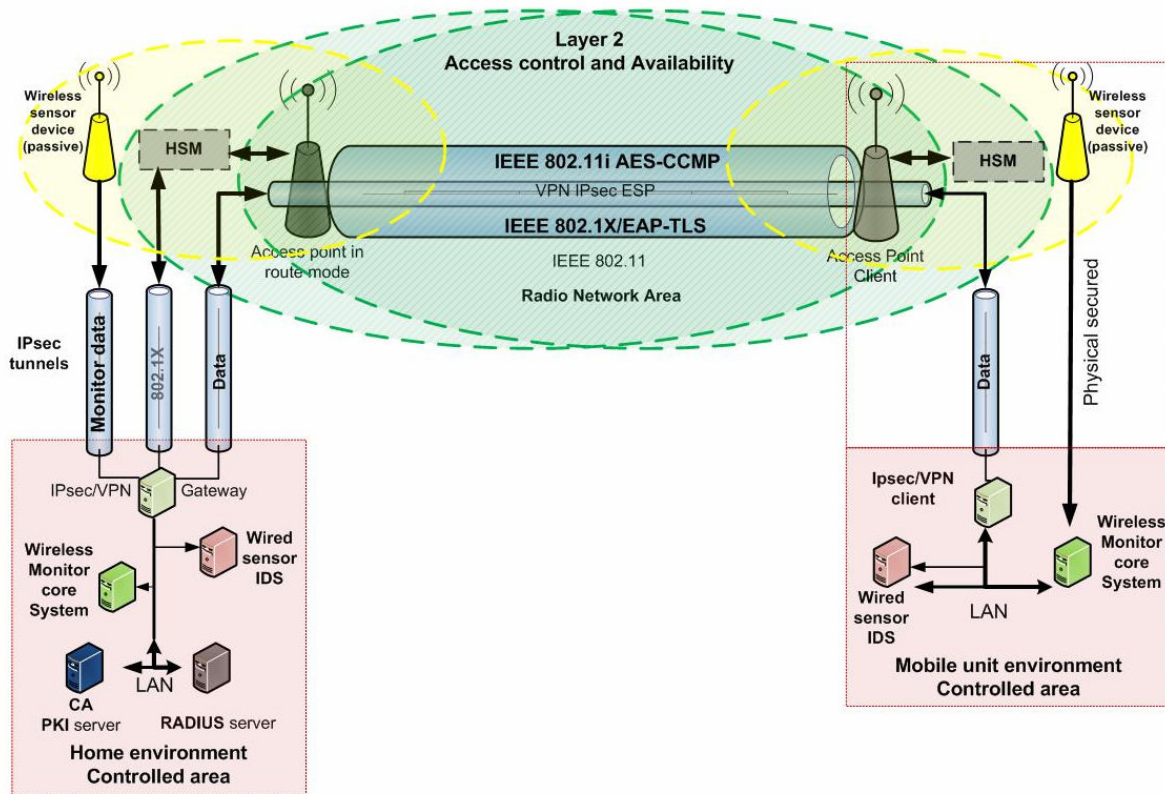 Layer 2
Access control and Availability
Wireless
sensor
device
(passive)
HSM
IEEE 802.11i AES-CCMP
VPN IPsec ESP
IEEE 802.1X/EAP-TLS
IEEE 802.11
Radio Network Area
Access point in
route mode
Access Point
Client
HSM
Wireless
sensor
device
(passive)
IPsec
tunnels
Monitor data
802.1X
Data
Data
Physical secured
IPsec/VPN
Gateway
Wireless
Monitor
core
System
Wired
sensor
IDS
LAN
CA
PKI server
RADIUS server
Home environment
Controlled area
Ipsec/VPN
client
Wireless
Monitor
core
System
Wired
sensor
IDS
LAN
Mobile unit environment
Controlled area